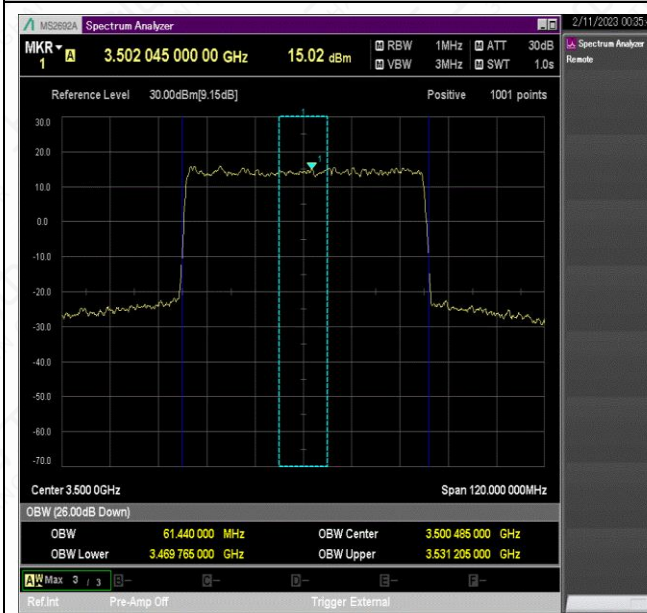 MS2692A Spectrum Analyzer
2/11/2023 00:35:
MKR 1 A 3.502 045 000 00 GHz 15.02 dBm
RBW 1MHz ATT 30dB
VBW 3MHz SWT 1.0s
Spectrum Analyzer
Remote
Reference Level 30.00dBm[9.15dB] Positive 1001 points
30.0
1
20.0
10.0
0.0
-10.0
-20.0
-30.0
-40.0
-50.0
-60.0
-70.0
Center 3.500 0GHz Span 120.000 000MHz
OBW (26.00dB Down)
OBW 61.440 000 MHz OBW Center 3.500 485 000 GHz
OBW Lower 3.469 765 000 GHz OBW Upper 3.531 205 000 GHz
A W Max 3 / 3 B- C- D- E- F-
Ref.Int Pre-Amp Off Trigger External